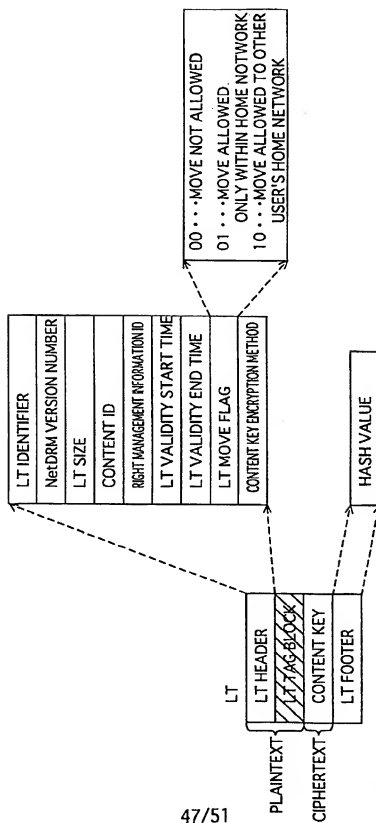 LT
LT HEADER
LT TAG BLOCK
CONTENT KEY
LT FOOTER
PLAINTEXT
CIPHERTEXT
LT IDENTIFIER
NetDRM VERSION NUMBER
LT SIZE
CONTENT ID
RIGHT MANAGEMENT INFORMATION ID
LT VALIDITY START TIME
LT VALIDITY END TIME
LT MOVE FLAG
CONTENT KEY ENCRYPTION METHOD
HASH VALUE
00 ・・・MOVE NOT ALLOWED
01 ・・・MOVE ALLOWED.
ONLY WITHIN HOME NOTWORK
10 ・・・MOVE ALLOWED TO OTHER
USER'S HOME NETWORK
47/51